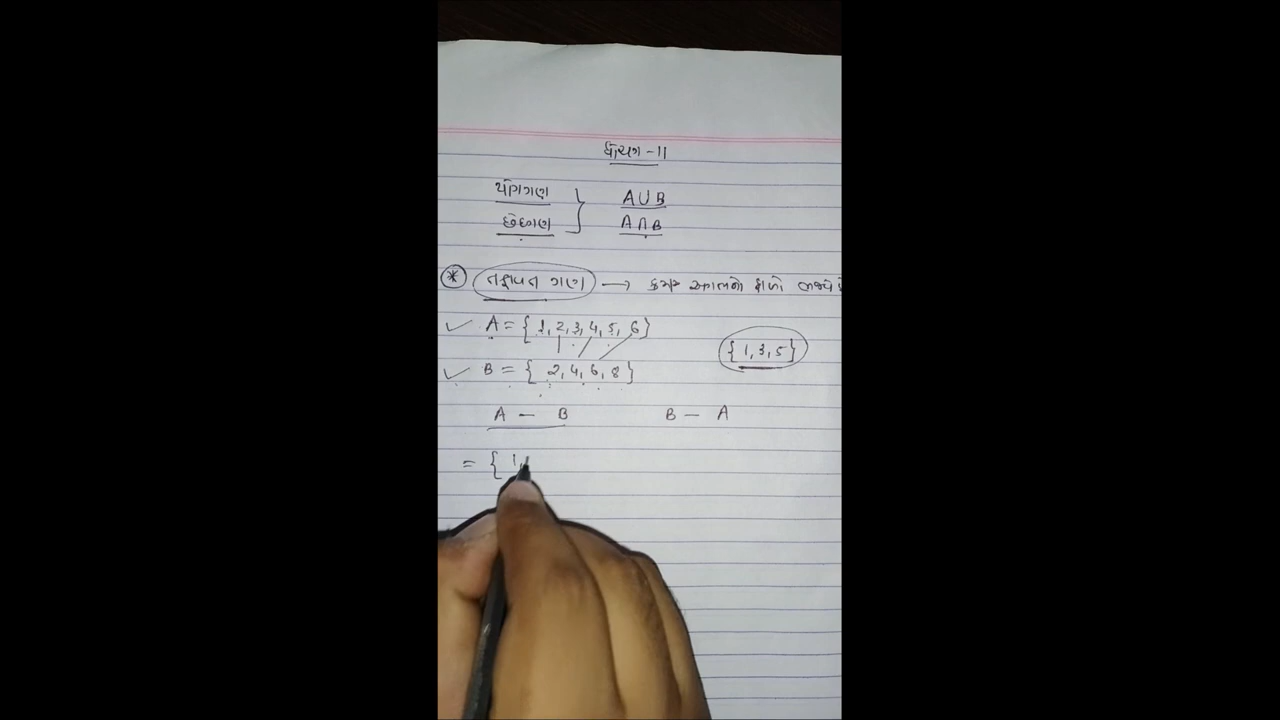 ધોરણ-11
યોગગણ } A∪B
છેદગણ A∩B
* તફાવત ગણ →
✓ A = { 1, 2, 3, 4, 5, 6}
{ 1, 3, 5}
✓ B = { 2, 4, 6, 8 }
A — B B — A
= { 1,